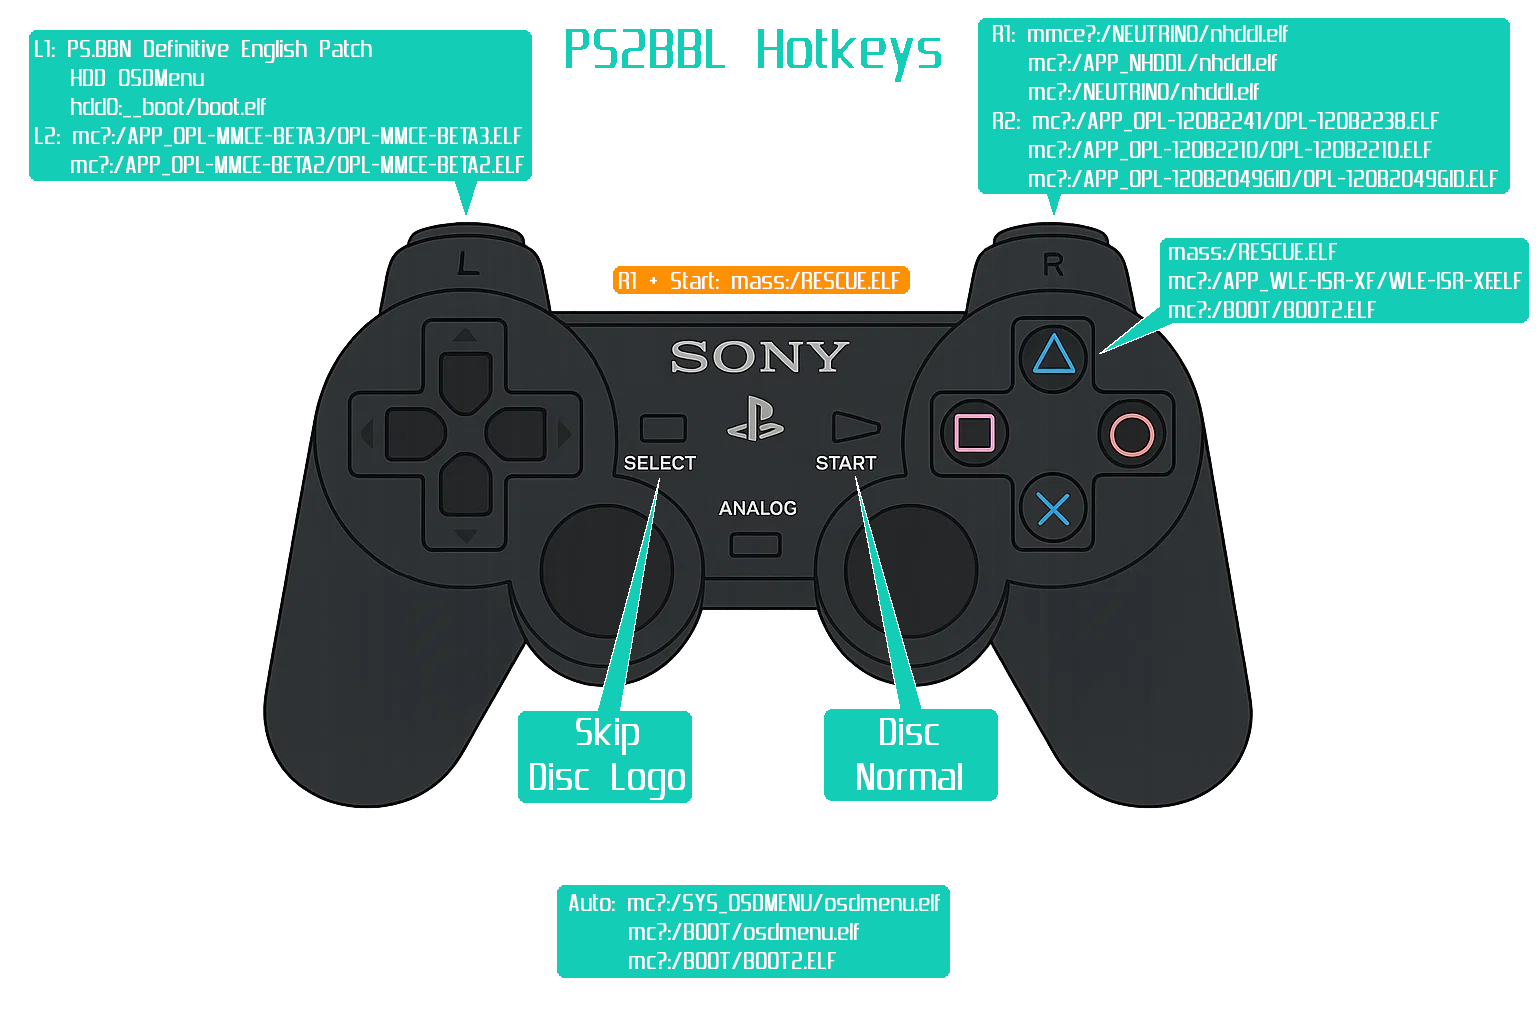 PS2BBL Hotkeys
L1: PS.BBN Definitive English Patch
HDD OSDMenu
hdd0:__boot/boot.elf
L2: mc?:/APP_OPL-MMCE-BETA3/OPL-MMCE-BETA3.ELF
mc?:/APP_OPL-MMCE-BETA2/OPL-MMCE-BETA2.ELF
R1: mmce?:/NEUTRINO/nhddl.elf
mc?:/APP_NHDDL/nhddl.elf
mc?:/NEUTRINO/nhddl.elf
R2: mc?:/APP_OPL-120B2241/OPL-120B2238.ELF
mc?:/APP_OPL-120B2210/OPL-120B2210.ELF
mc?:/APP_OPL-120B2049GID/OPL-120B2049GID.ELF
L
R
R1 + Start: mass:/RESCUE.ELF
mass:/RESCUE.ELF
mc?:/APP_WLE-ISR-XF/WLE-ISR-XF.ELF
mc?:/BOOT/BOOT2.ELF
SONY
SELECT
START
ANALOG
Skip
Disc Logo
Disc
Normal
Auto: mc?:/SYS_OSDMENU/osdmenu.elf
mc?:/BOOT/osdmenu.elf
mc?:/BOOT/BOOT2.ELF